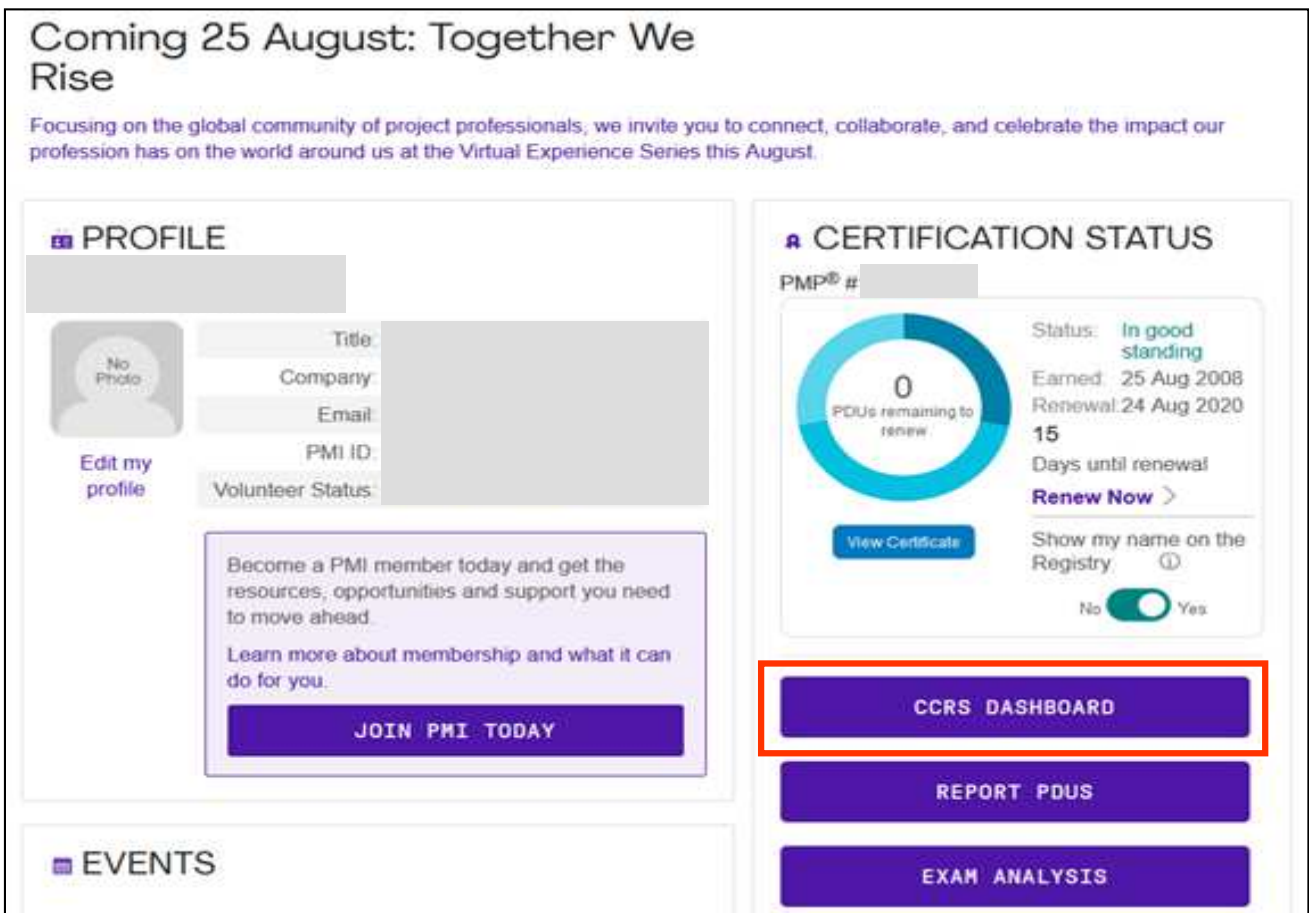 Coming 25 August: Together We
Rise
Focusing on the global community of project professionals, we invite you to connect, collaborate, and celebrate the impact our
profession has on the world around us at the Virtual Experience Series this August.
PROFILE
No
Photo
Edit my
profile
Title:
Company:
Email:
PMI ID:
Volunteer Status:
Become a PMI member today and get the
resources, opportunities and support you need
to move ahead.
Learn more about membership and what it can
do for you.
JOIN PMI TODAY
EVENTS
CERTIFICATION STATUS
PMP® #
0
PDUs remaining to
renew
View Certificate
Status: In good
standing
Earned: 25 Aug 2008
Renewal: 24 Aug 2020
15
Days until renewal
Renew Now >
Show my name on the
Registry
No Yes
CCRS DASHBOARD
REPORT PDUS
EXAM ANALYSIS